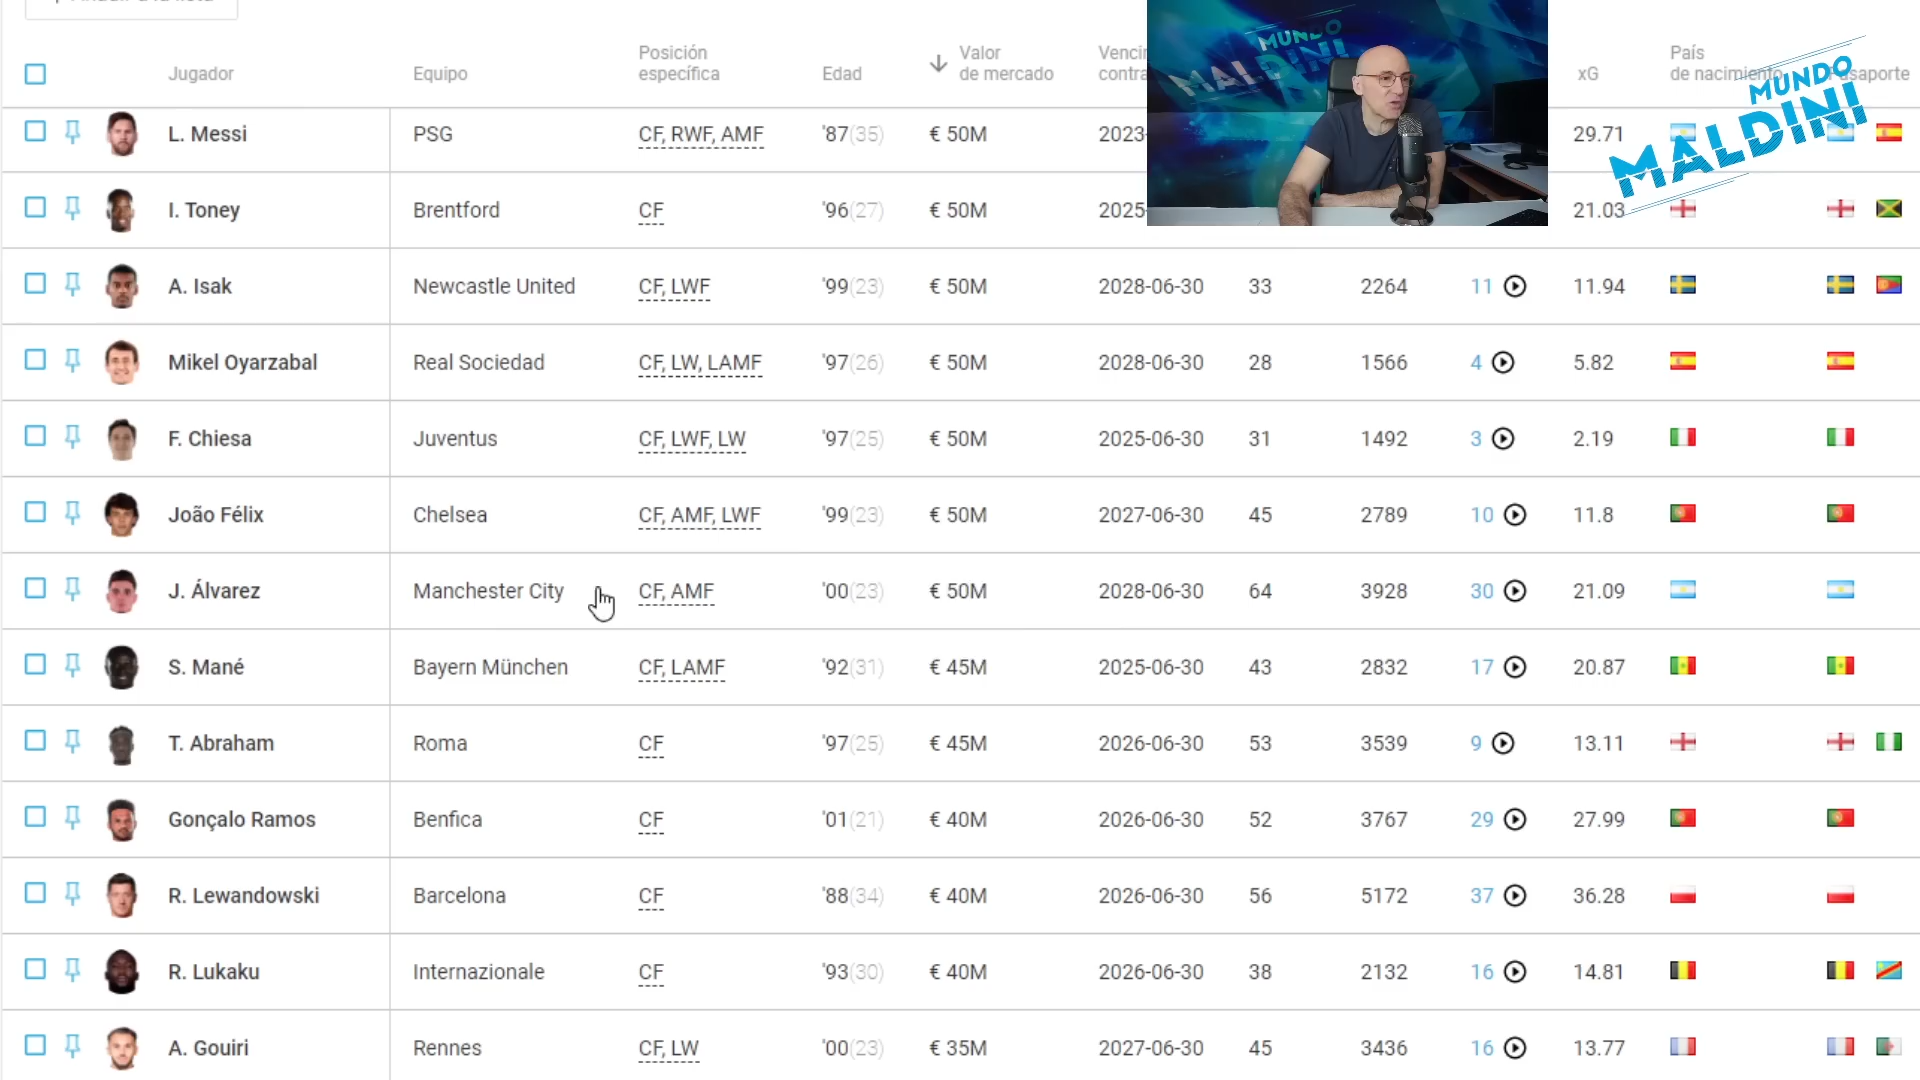 Añadir a la lista
Jugador Equipo Posición específica Edad Valor de mercado xG País de nacimiento
MUNDO MALDINI
MUNDO MALDINI
L. Messi PSG CF, RWF, AMF '87(35) € 50M 2023- 29.71
I. Toney Brentford CF '96(27) € 50M 2025- 21.03
A. Isak Newcastle United CF, LWF '99(23) € 50M 2028-06-30 33 2264 11 11.94
Mikel Oyarzabal Real Sociedad CF, LW, LAMF '97(26) € 50M 2028-06-30 28 1566 4 5.82
F. Chiesa Juventus CF, LWF, LW '97(25) € 50M 2025-06-30 31 1492 3 2.19
João Félix Chelsea CF, AMF, LWF '99(23) € 50M 2027-06-30 45 2789 10 11.8
J. Álvarez Manchester City CF, AMF '00(23) € 50M 2028-06-30 64 3928 30 21.09
S. Mané Bayern München CF, LAMF '92(31) € 45M 2025-06-30 43 2832 17 20.87
T. Abraham Roma CF '97(25) € 45M 2026-06-30 53 3539 9 13.11
Gonçalo Ramos Benfica CF '01(21) € 40M 2026-06-30 52 3767 29 27.99
R. Lewandowski Barcelona CF '88(34) € 40M 2026-06-30 56 5172 37 36.28
R. Lukaku Internazionale CF '93(30) € 40M 2026-06-30 38 2132 16 14.81
A. Gouiri Rennes CF, LW '00(23) € 35M 2027-06-30 45 3436 16 13.77